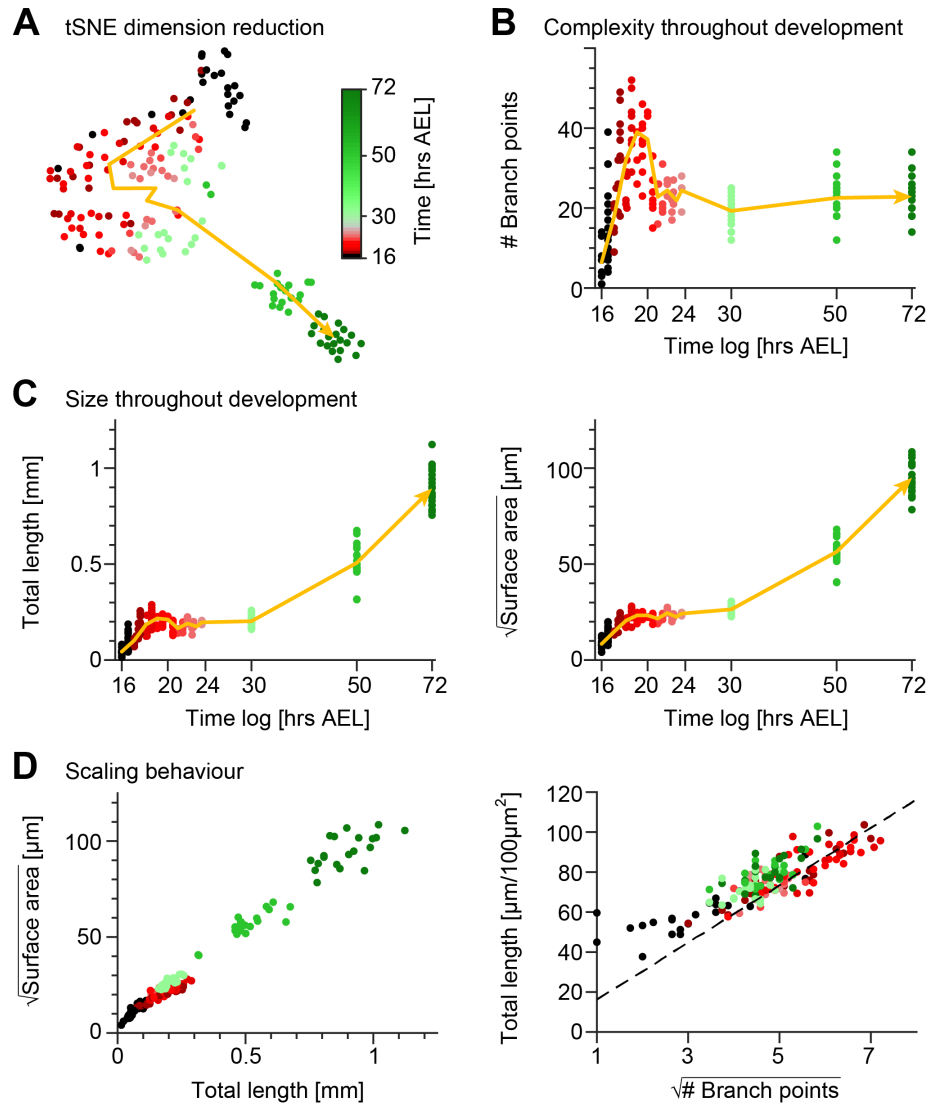 A tSNE dimension reduction
72
50
30
16
Time [hrs AEL]
B Complexity throughout development
# Branch points
40
20
0
16 20 24 30 50 72
Time log [hrs AEL]
C Size throughout development
Total length [mm]
1
0.5
0
16 20 24 30 50 72
Time log [hrs AEL]
√Surface area [µm]
100
50
0
16 20 24 30 50 72
Time log [hrs AEL]
D Scaling behaviour
√Surface area [µm]
100
50
0
0 0.5 1
Total length [mm]
Total length [µm/100µm²]
120
100
80
60
40
20
0
1 3 5 7
√# Branch points